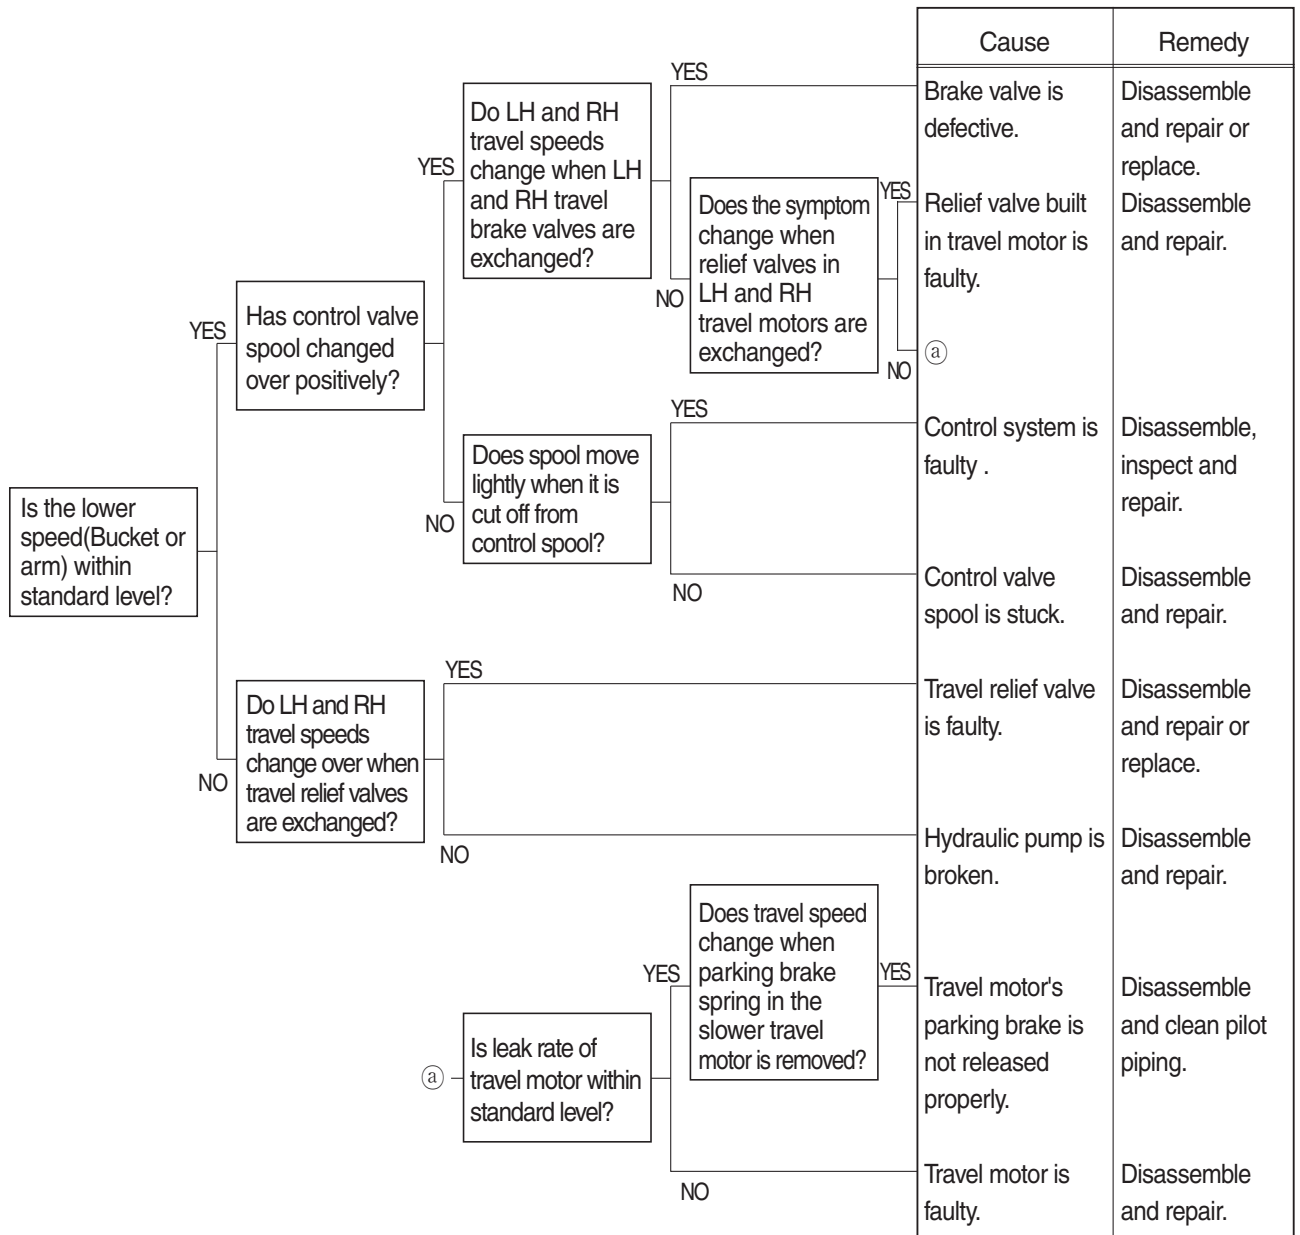 Cause
Remedy
YES
Do LH and RH
travel speeds
change when LH
and RH travel
brake valves are
exchanged?
Brake valve is
defective.
Disassemble
and repair or
replace.
YES
NO
Does the symptom
change when
relief valves in
LH and RH
travel motors are
exchanged?
YES
Relief valve built
in travel motor is
faulty.
Disassemble
and repair.
NO
ⓐ
YES
Has control valve
spool changed
over positively?
NO
Does spool move
lightly when it is
cut off from
control spool?
YES
Control system is
faulty .
Disassemble,
inspect and
repair.
NO
Control valve
spool is stuck.
Disassemble
and repair.
Is the lower
speed(Bucket or
arm) within
standard level?
NO
Do LH and RH
travel speeds
change over when
travel relief valves
are exchanged?
YES
Travel relief valve
is faulty.
Disassemble
and repair or
replace.
NO
Hydraulic pump is
broken.
Disassemble
and repair.
ⓐ
Is leak rate of
travel motor within
standard level?
YES
Does travel speed
change when
parking brake
spring in the
slower travel
motor is removed?
YES
Travel motor's
parking brake is
not released
properly.
Disassemble
and clean pilot
piping.
NO
Travel motor is
faulty.
Disassemble
and repair.